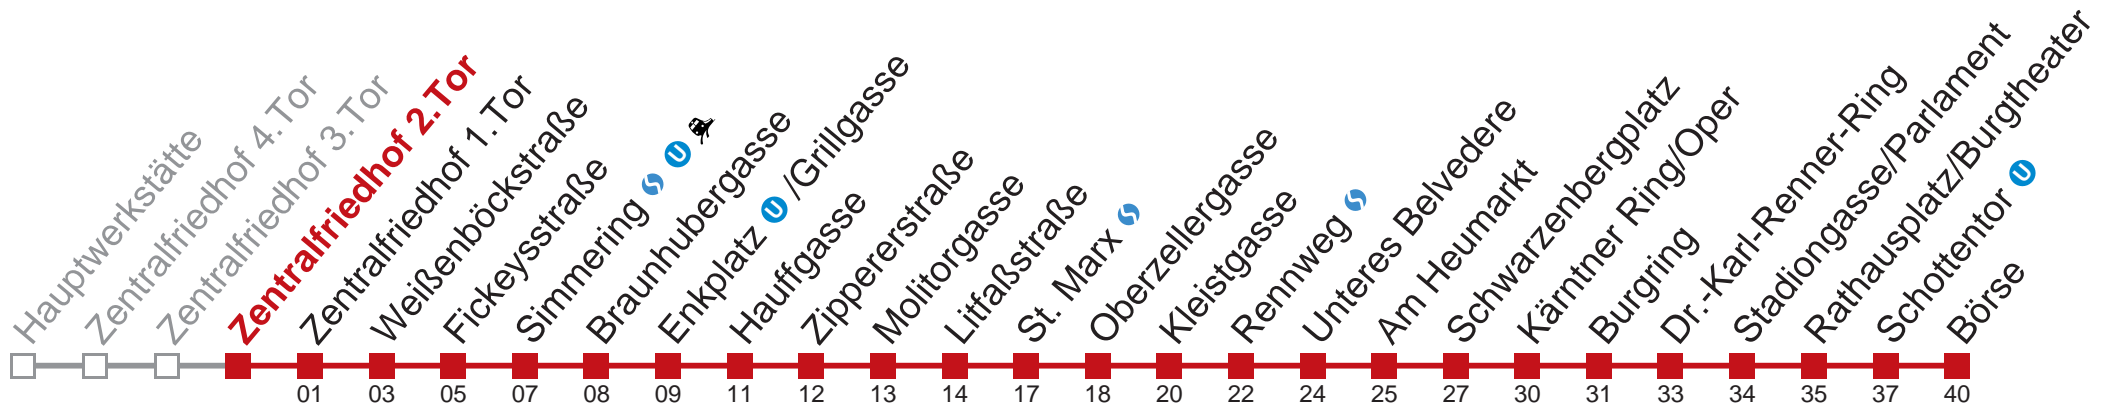 Hauptwerkstätte
Zentralfriedhof 4.Tor
Zentralfriedhof 3.Tor
Zentralfriedhof 2.Tor
Zentralfriedhof 1.Tor
Weißenböckstraße
Fickeysstraße
Simmering S U
Braunhubergasse
Enkplatz U /Grillgasse
Hauffgasse
Zippererstraße
Molitorgasse
Litfaßstraße
St. Marx S
Oberzellergasse
Kleistgasse
Rennweg S
Unteres Belvedere
Am Heumarkt
Schwarzenbergplatz
Kärntner Ring/Oper
Burgring
Dr.-Karl-Renner-Ring
Stadiongasse/Parlament
Rathausplatz/Burgtheater
Schottentor U
Börse
01 03 05 07 08 09 11 12 13 14 17 18 20 22 24 25 27 30 31 33 34 35 37 40